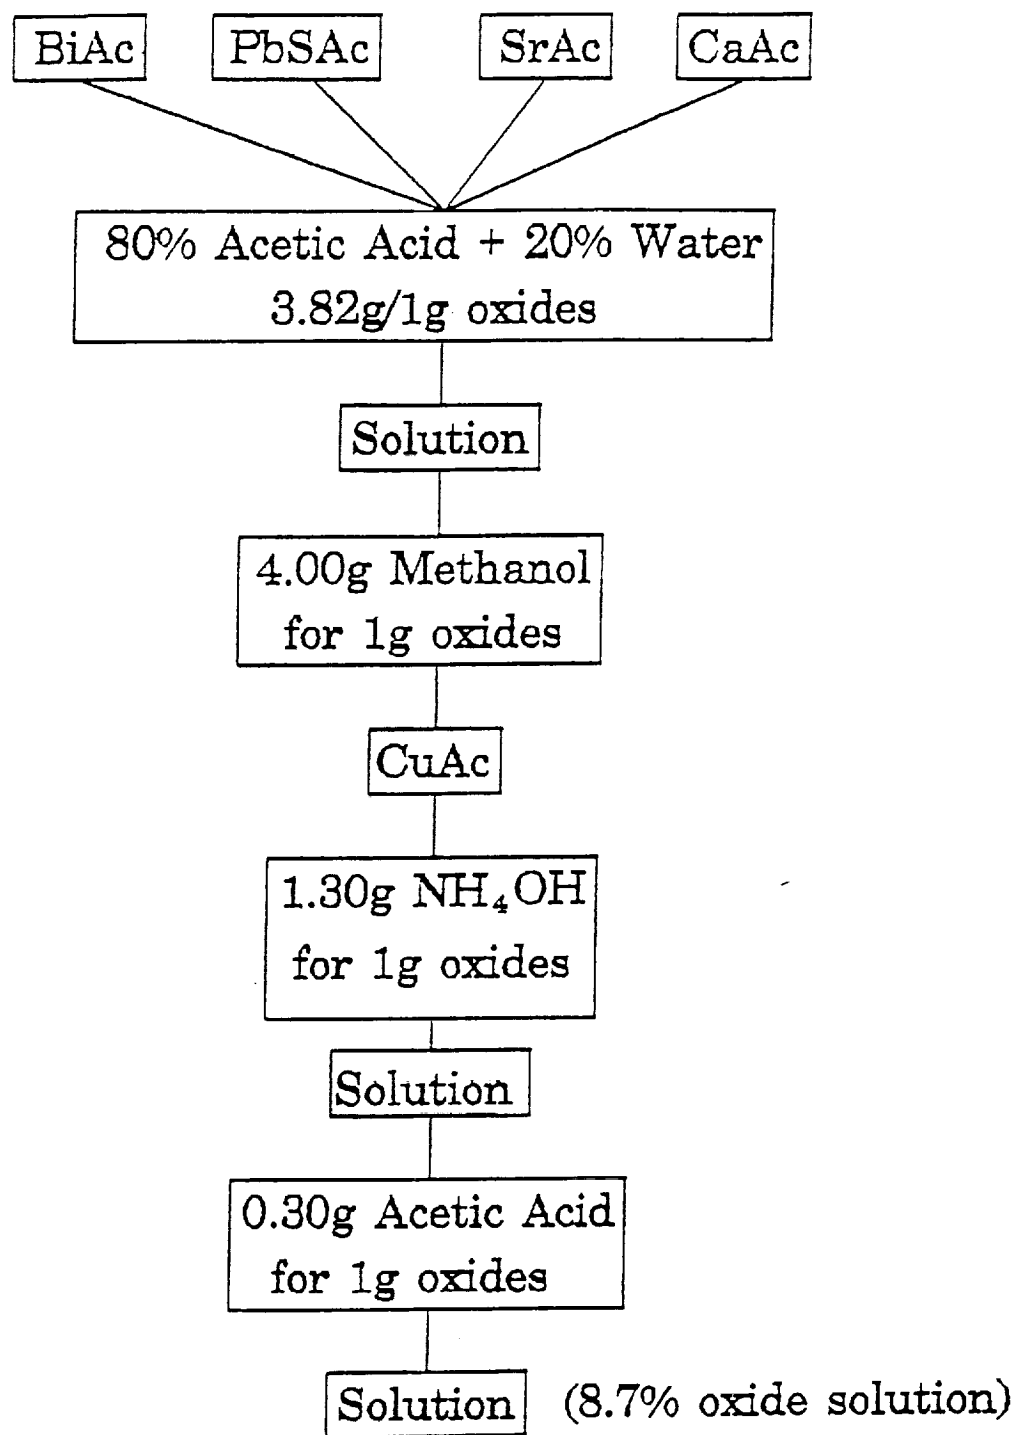 BiAc PbSAc SrAc CaAc
80% Acetic Acid + 20% Water
3.82g/1g oxides
Solution
4.00g Methanol
for 1g oxides
CuAc
1.30g NH₄OH
for 1g oxides
Solution
0.30g Acetic Acid
for 1g oxides
Solution (8.7% oxide solution)